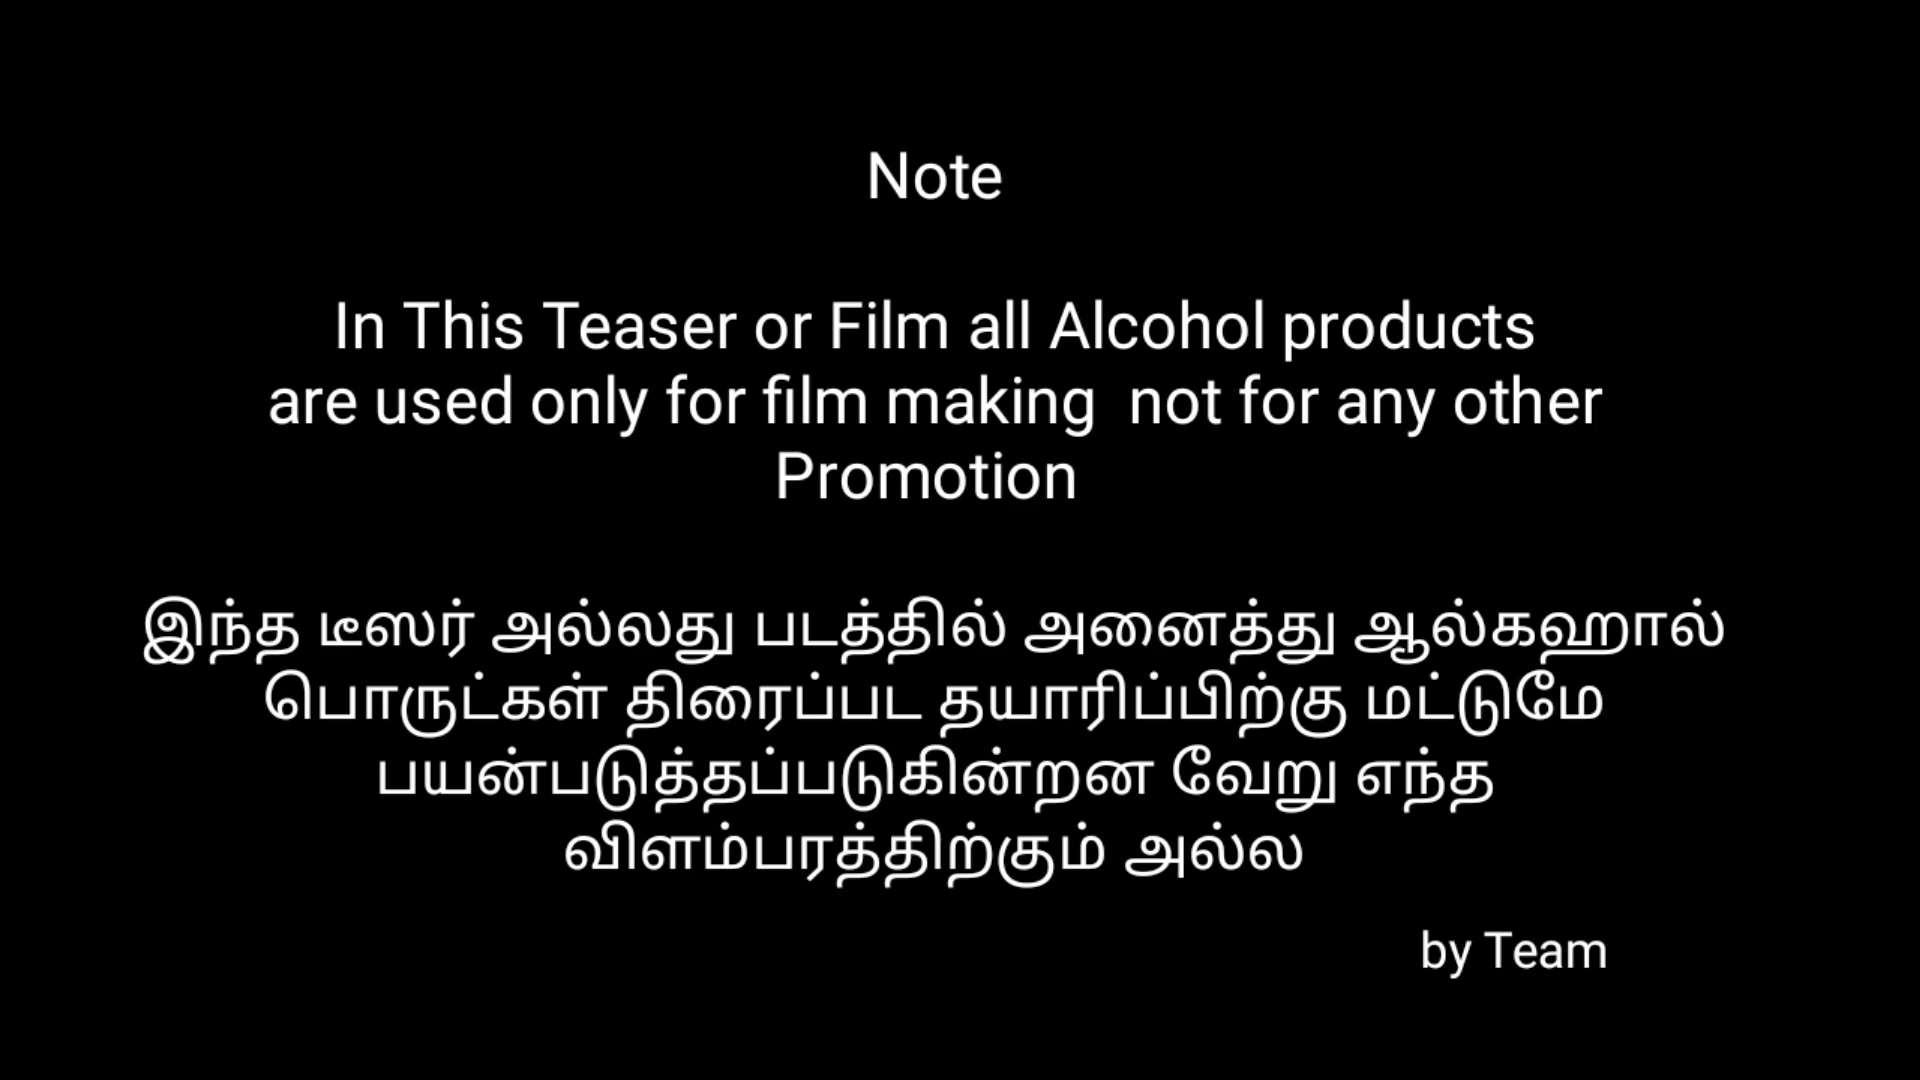 Note
In This Teaser or Film all Alcohol products
are used only for film making  not for any other
Promotion
இந்த டீஸர் அல்லது படத்தில் அனைத்து ஆல்கஹால்
பொருட்கள் திரைப்பட தயாரிப்பிற்கு மட்டுமே
பயன்படுத்தப்படுகின்றன வேறு எந்த
விளம்பரத்திற்கும் அல்ல
by Team